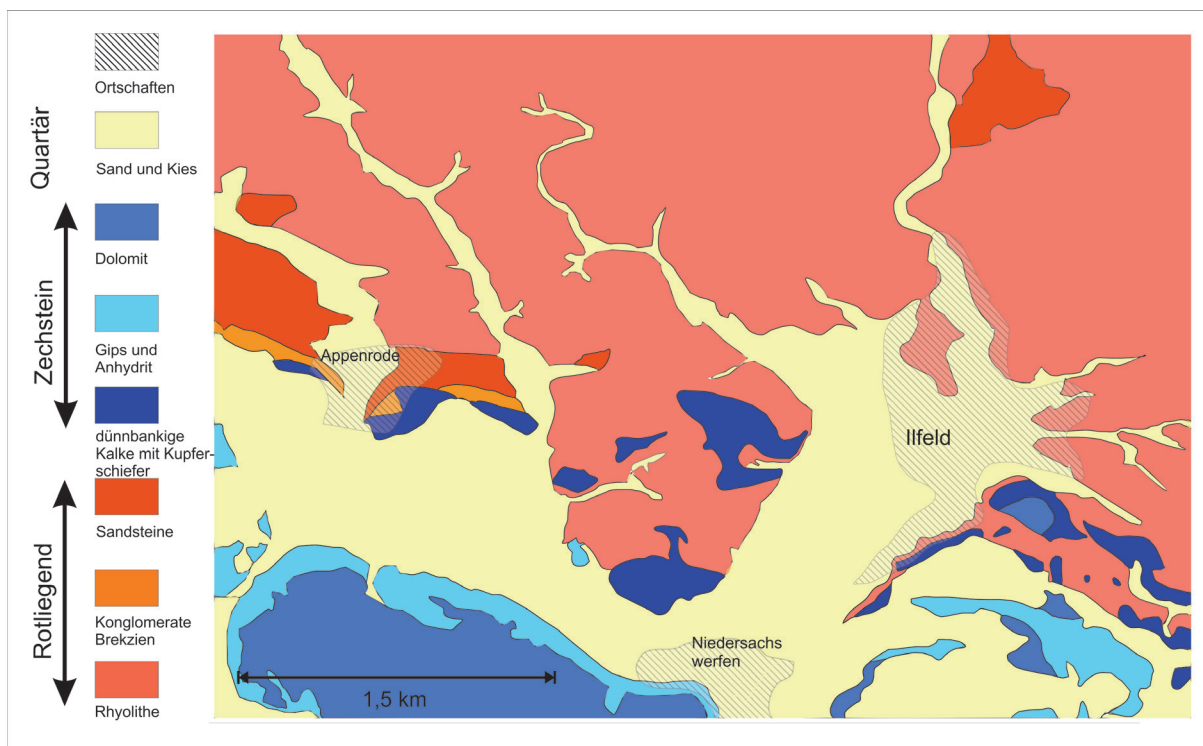 Ortschaften
Quartär
Sand und Kies
Zechstein
Dolomit
Gips und
Anhydrit
dünnbankige
Kalke mit Kupfer-
schiefer
Rotliegend
Sandsteine
Konglomerate
Brekzien
Rhyolithe
Appenrode
Ilfeld
Niedersachs
werfen
1,5 km